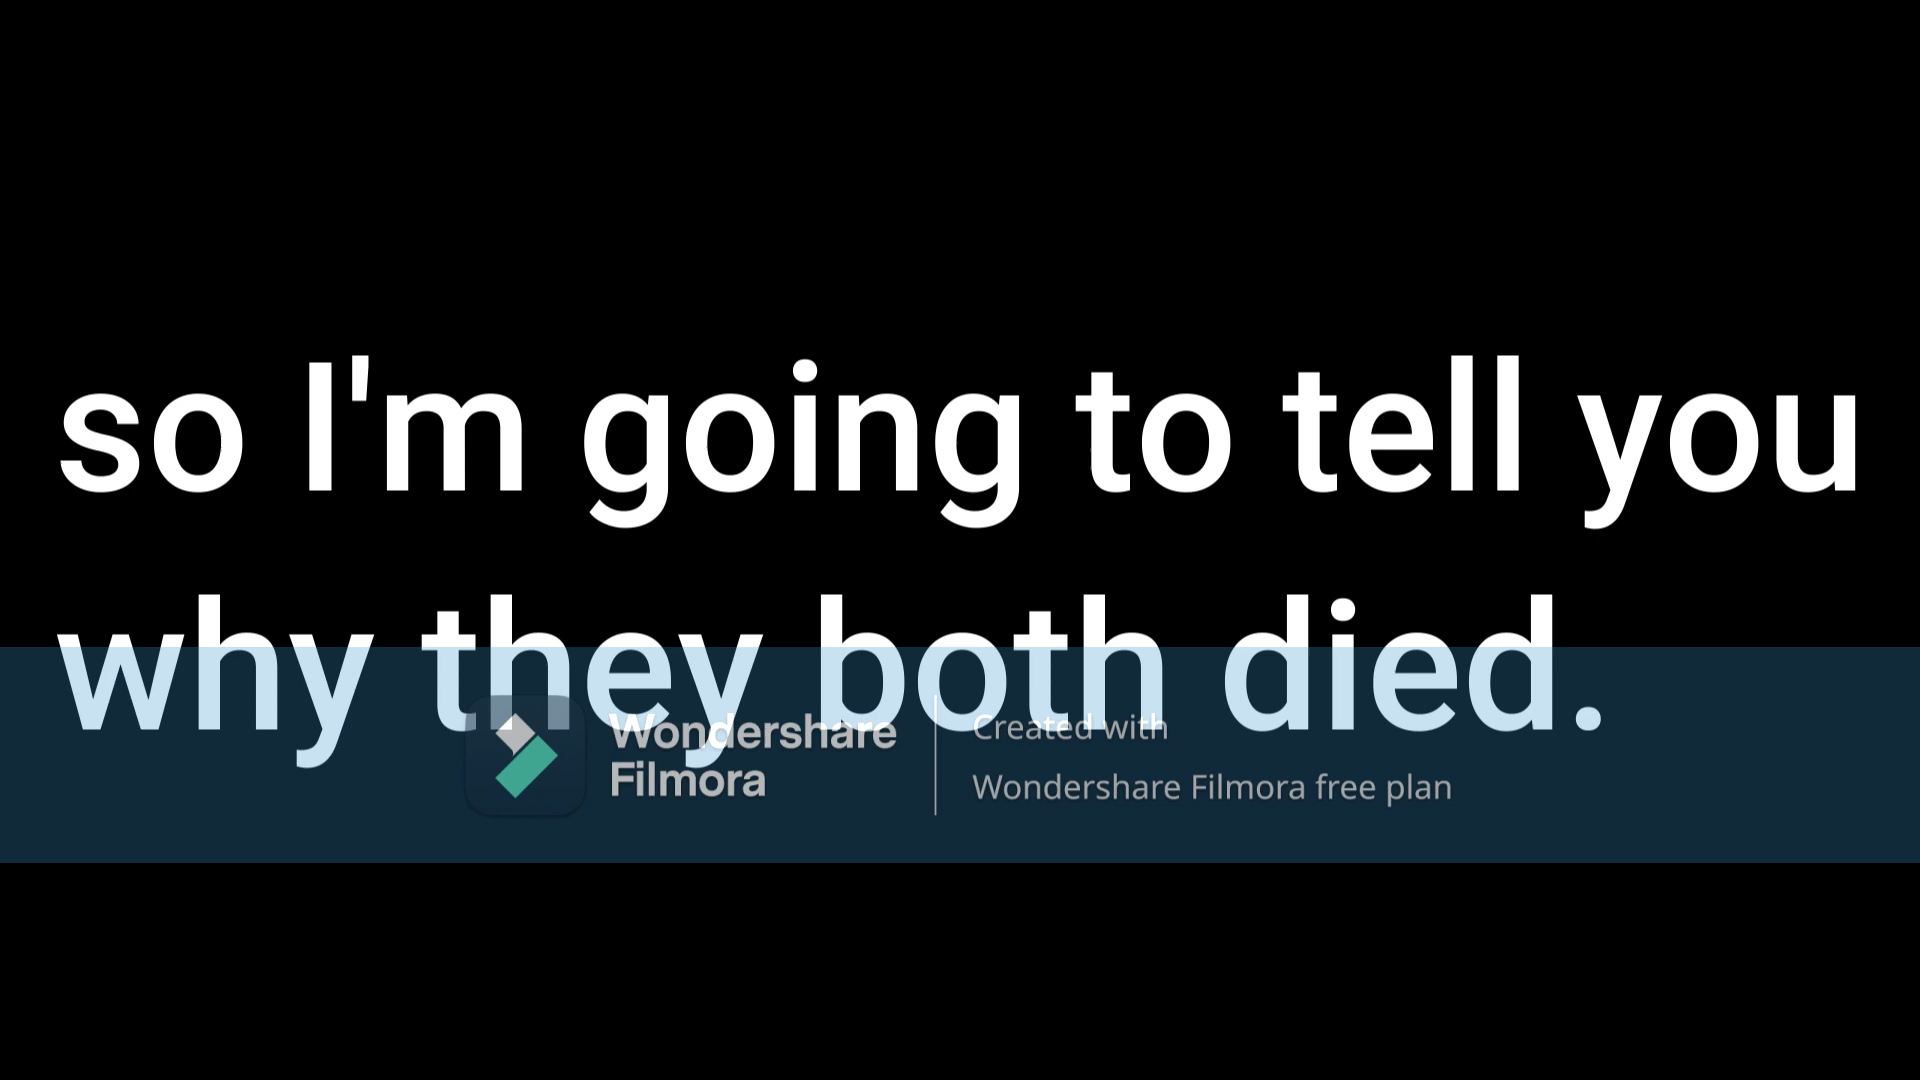 so I'm going to tell you
why they both died.
Wondershare
Filmora
Created with
Wondershare Filmora free plan